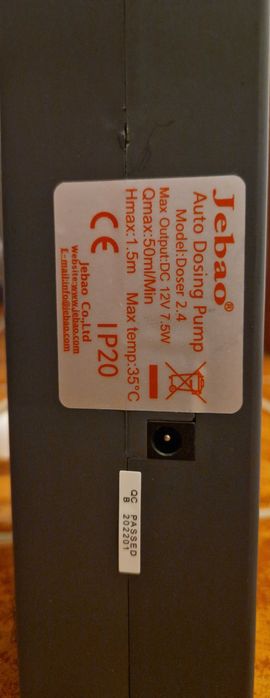 Jebao®
Auto Dosing Pump
Model:Doser 2.4
Max Output:DC 12V 7.5W
Qmax:50ml/Min
Hmax:1.5m Max temp:35°C
CE IP20
Jebao Co.,Ltd
Website:www.jebao.com
E-mail:info@jebao.com
QC PASSED
B 202201